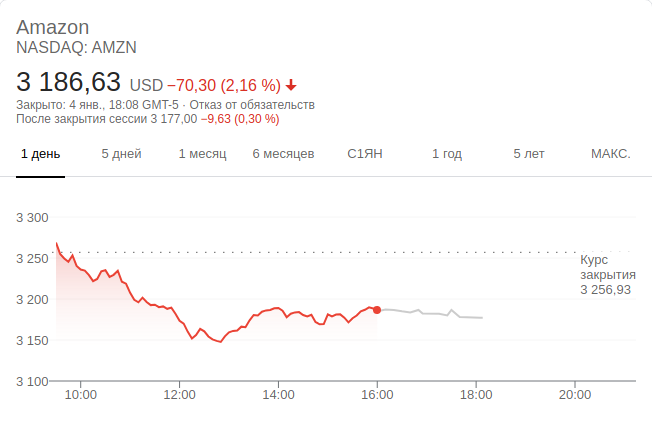 Amazon
NASDAQ: AMZN
3 186,63 USD −70,30 (2,16 %)
Закрыто: 4 янв., 18:08 GMT-5 · Отказ от обязательств
После закрытия сессии 3 177,00 −9,63 (0,30 %)
1 день 5 дней 1 месяц 6 месяцев С1ЯН 1 год 5 лет МАКС.
3 300
3 250
Курс
закрытия
3 256,93
3 200
3 150
3 100
10:00 12:00 14:00 16:00 18:00 20:00